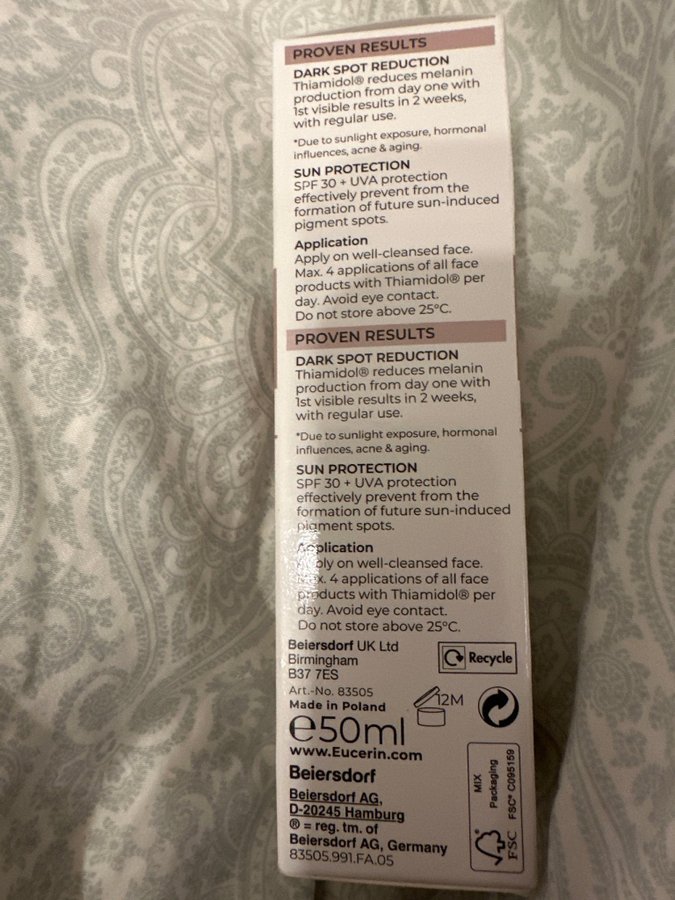 PROVEN RESULTS
DARK SPOT REDUCTION
Thiamidol® reduces melanin
production from day one with
1st visible results in 2 weeks,
with regular use.
*Due to sunlight exposure, hormonal
influences, acne & aging.
SUN PROTECTION
SPF 30 + UVA protection
effectively prevent from the
formation of future sun-induced
pigment spots.
Application
Apply on well-cleansed face.
Max. 4 applications of all face
products with Thiamidol® per
day. Avoid eye contact.
Do not store above 25°C.
PROVEN RESULTS
DARK SPOT REDUCTION
Thiamidol® reduces melanin
production from day one with
1st visible results in 2 weeks,
with regular use.
*Due to sunlight exposure, hormonal
influences, acne & aging.
SUN PROTECTION
SPF 30 + UVA protection
effectively prevent from the
formation of future sun-induced
pigment spots.
Application
Apply on well-cleansed face.
Max. 4 applications of all face
products with Thiamidol® per
day. Avoid eye contact.
Do not store above 25°C.
Beiersdorf UK Ltd
Birmingham
B37 7ES
Recycle
Art.-No. 83505
Made in Poland
12M
℮50ml
www.Eucerin.com
Beiersdorf
Beiersdorf AG,
D-20245 Hamburg
® = reg. tm. of
Beiersdorf AG, Germany
83505.991.FA.05
FSC
MIX
Packaging
FSC® C095159